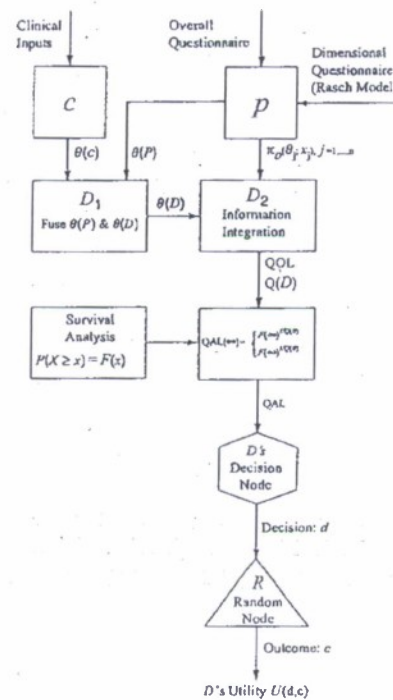 Clinical
Inputs
Overall
Questionnaire
Dimensional
Questionnaire
(Rasch Model)
C
P
θ(c)
θ(P)
D₁
Fuse θ(P) & θ(D)
θ(D)
D₂
Information
Integration
QOL
Q(D)
Survival
Analysis
P(X ≥ x) = F(x)
QAL
D's
Decision
Node
Decision: d
R
Random
Node
Outcome: c
D's Utility U(d,c)